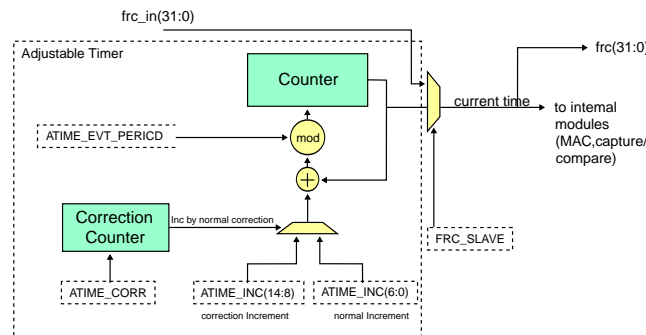 frc_in(31:0)
frc(31:0)
Adjustable Timer
Counter
current time
to internal
modules
(MAC,capture/
compare)
ATIME_EVT_PERICD
mod
+
Correction
Counter
Inc by normal correction
FRC_SLAVE
ATIME_CORR
ATIME_INC(14:8)
ATIME_INC(6:0)
correction Increment
normal Increment